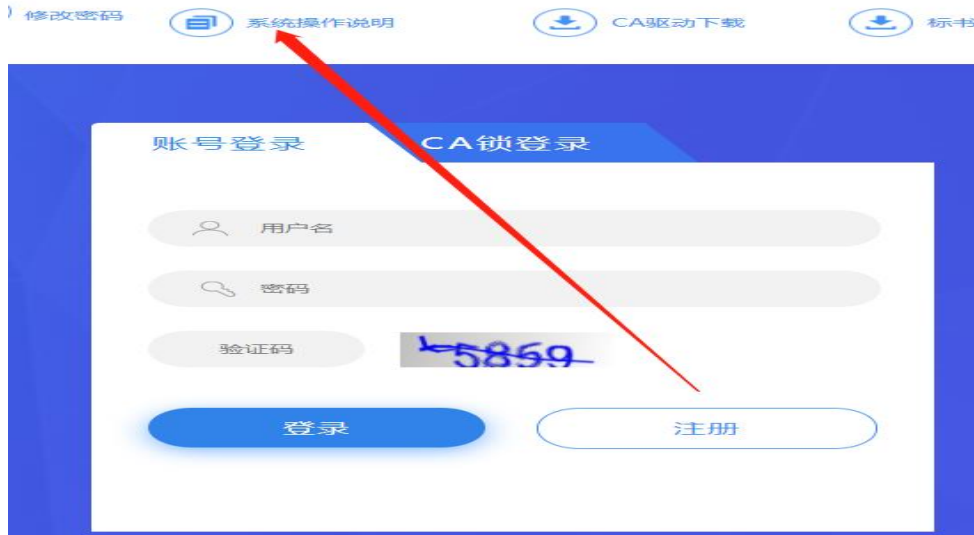 修改密码
系统操作说明
CA驱动下载
标书
账号登录
CA锁登录
用户名
密码
验证码
5859
登录
注册